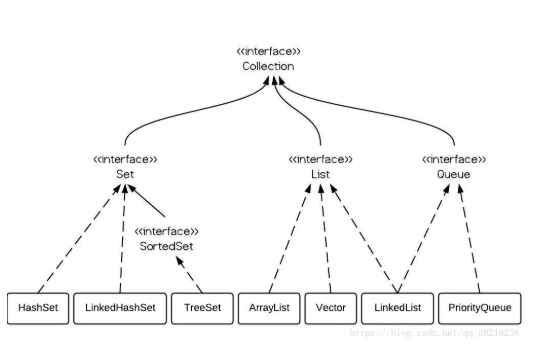 <<interface>>
Collection
<<interface>>
Set
<<interface>>
List
<<interface>>
Queue
<<interface>>
SortedSet
HashSet
LinkedHashSet
TreeSet
ArrayList
Vector
LinkedList
PriorityQueue
https://blog.csdn.net/qq_38218238